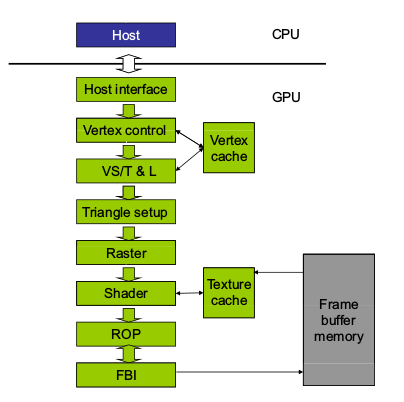 Host
CPU
Host interface
GPU
Vertex control
Vertex
cache
VS/T & L
Triangle setup
Raster
Shader
Texture
cache
Frame
buffer
memory
ROP
FBI